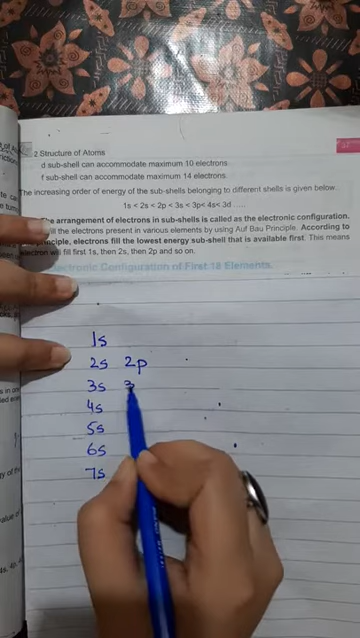 2 Structure of Atoms
d sub-shell can accommodate maximum 10 electrons.
f sub-shell can accommodate maximum 14 electrons.
The increasing order of energy of the sub-shells belonging to different shells is given below.
1s < 2s < 2p < 3s < 3p< 4s< 3d .....
The arrangement of electrons in sub-shells is called as the electronic configuration.
fill the electrons present in various elements by using Auf Bau Principle. According to
principle, electrons fill the lowest energy sub-shell that is available first. This means
electron will fill first 1s, then 2s, then 2p and so on.
Electronic Configuration of First 18 Elements.
1s
2s 2p
3s 3
4s
5s
6s
7s